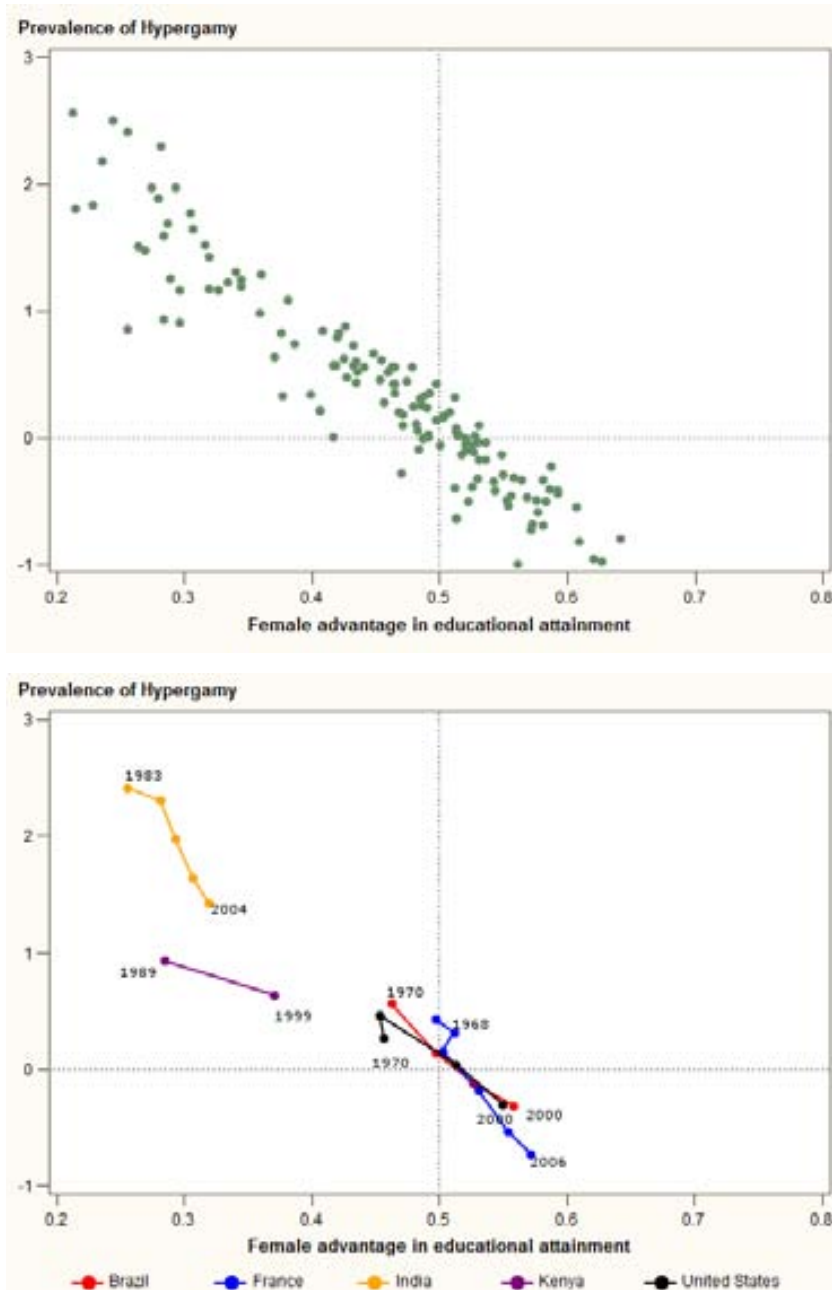 Prevalence of Hypergamy
3
2
1
0
-1
0.2 0.3 0.4 0.5 0.6 0.7 0.8
Female advantage in educational attainment
Prevalence of Hypergamy
3
1983
2
2004
1
1989
1970
1999
1968
1970
0
2000 2000
2006
-1
0.2 0.3 0.4 0.5 0.6 0.7 0.8
Female advantage in educational attainment
Brazil France India Kenya United States